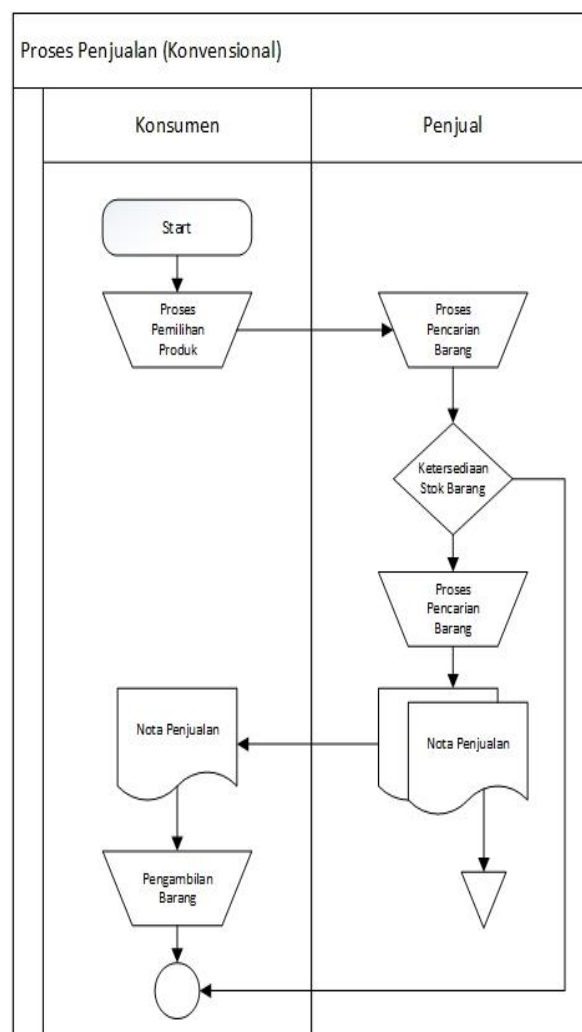 Proses Penjualan (Konvensional)
Konsumen
Penjual
Start
Proses
Pemilihan
Produk
Proses
Pencarian
Barang
Ketersediaan
Stok Barang
Proses
Pencarian
Barang
Nota Penjualan
Nota Penjualan
Pengambilan
Barang